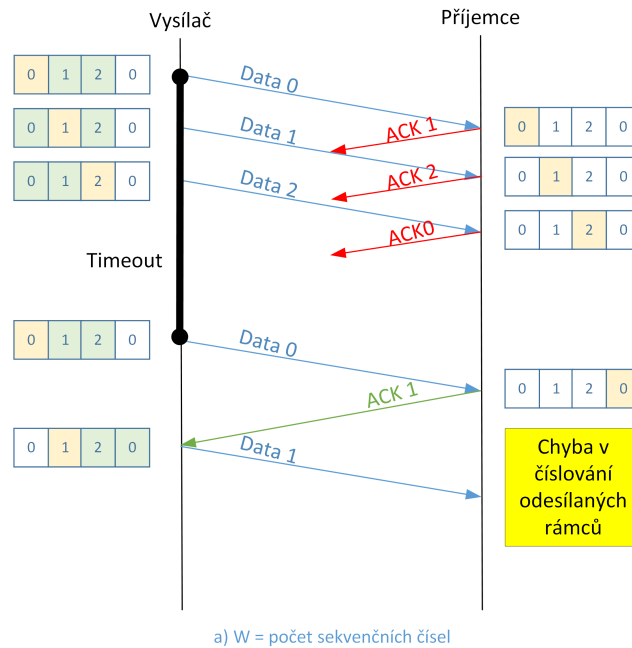 Vysílač
Příjemce
0 1 2 0
Data 0
0 1 2 0
ACK 1
0 1 2 0
Data 1
0 1 2 0
ACK 2
0 1 2 0
Data 2
0 1 2 0
ACK0
Timeout
0 1 2 0
Data 0
0 1 2 0
ACK 1
0 1 2 0
Data 1
Chyba v
číslování
odesílaných
rámců
a) W = počet sekvenčních čísel